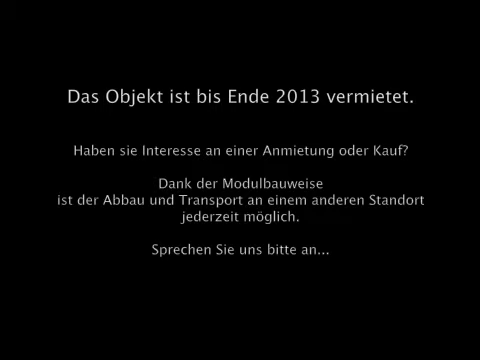 Das Objekt ist bis Ende 2013 vermietet.
Haben sie Interesse an einer Anmietung oder Kauf?
Dank der Modulbauweise
ist der Abbau und Transport an einem anderen Standort
jederzeit möglich.
Sprechen Sie uns bitte an...